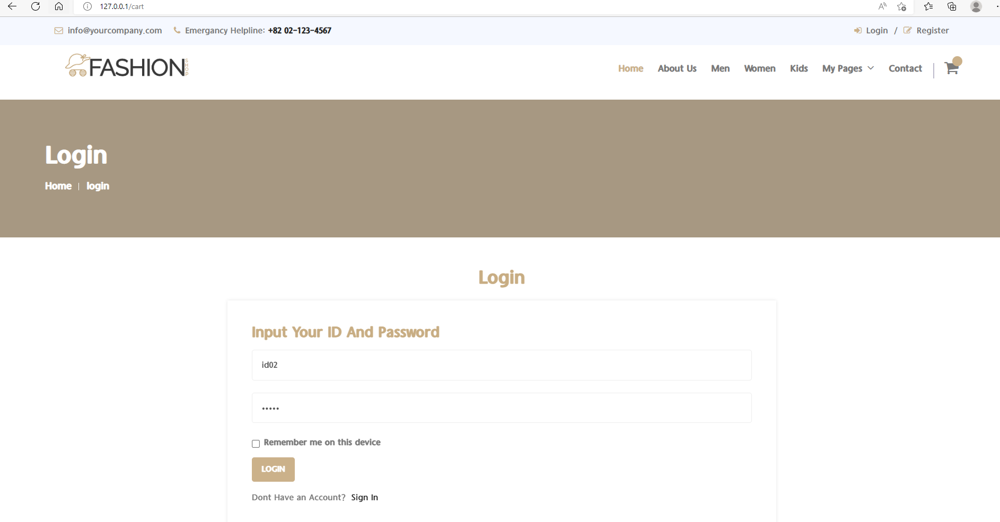 127.0.0.1/cart
info@yourcompany.com Emergancy Helpline: +82 02-123-4567 Login / Register
FASHION SHOP
Home About Us Men Women Kids My Pages Contact
Login
Home | login
Login
Input Your ID And Password
id02
•••••
Remember me on this device
LOGIN
Dont Have an Account? Sign In